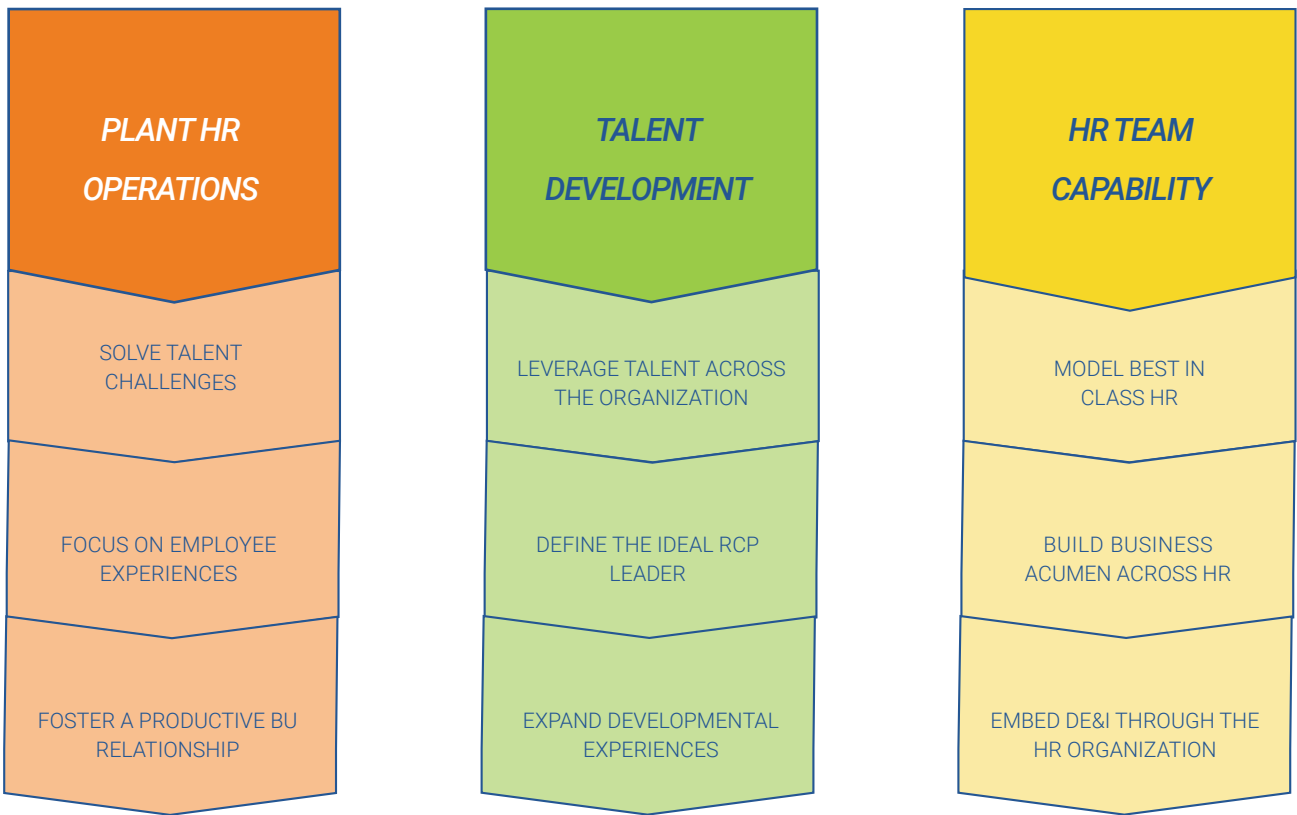 PLANT HR
OPERATIONS
SOLVE TALENT
CHALLENGES
FOCUS ON EMPLOYEE
EXPERIENCES
FOSTER A PRODUCTIVE BU
RELATIONSHIP
TALENT
DEVELOPMENT
LEVERAGE TALENT ACROSS
THE ORGANIZATION
DEFINE THE IDEAL RCP
LEADER
EXPAND DEVELOPMENTAL
EXPERIENCES
HR TEAM
CAPABILITY
MODEL BEST IN
CLASS HR
BUILD BUSINESS
ACUMEN ACROSS HR
EMBED DE&I THROUGH THE
HR ORGANIZATION